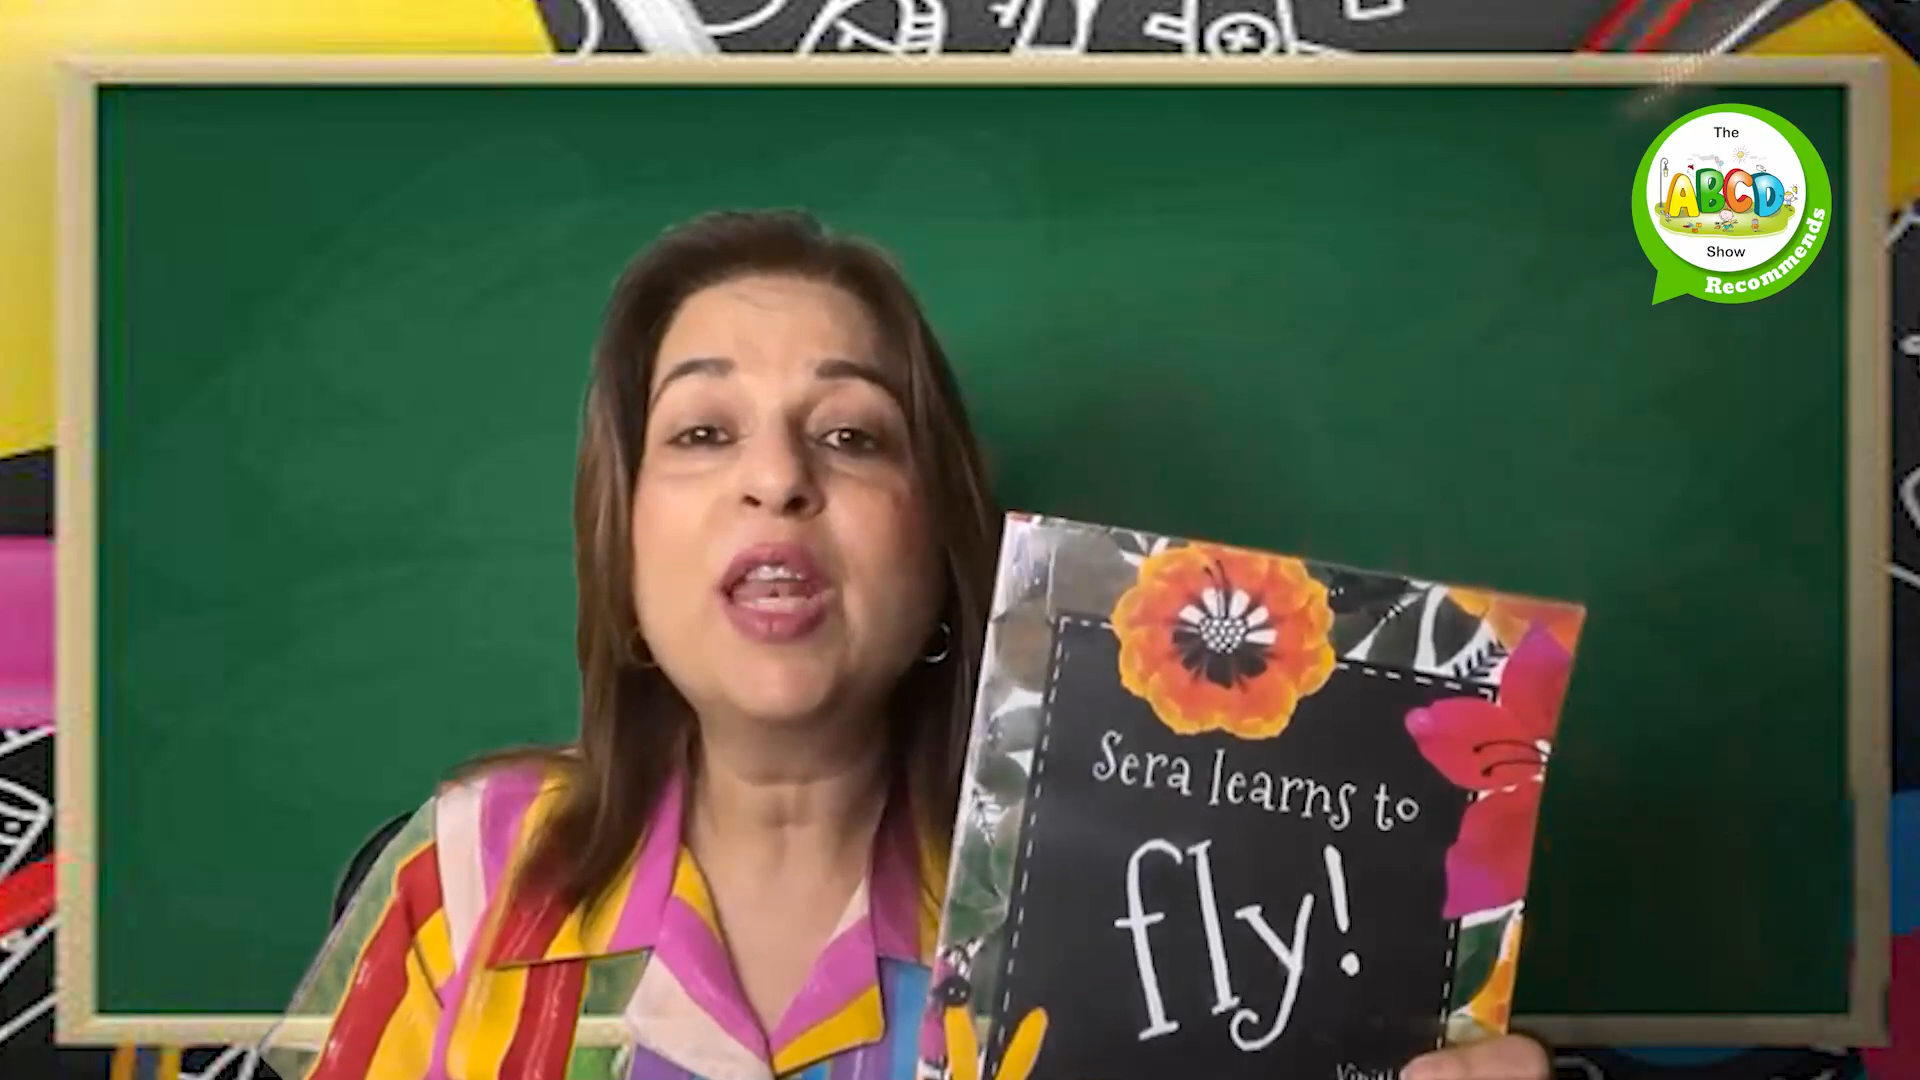 The
ABCD
Show
Recommends
Sera learns to
fly!